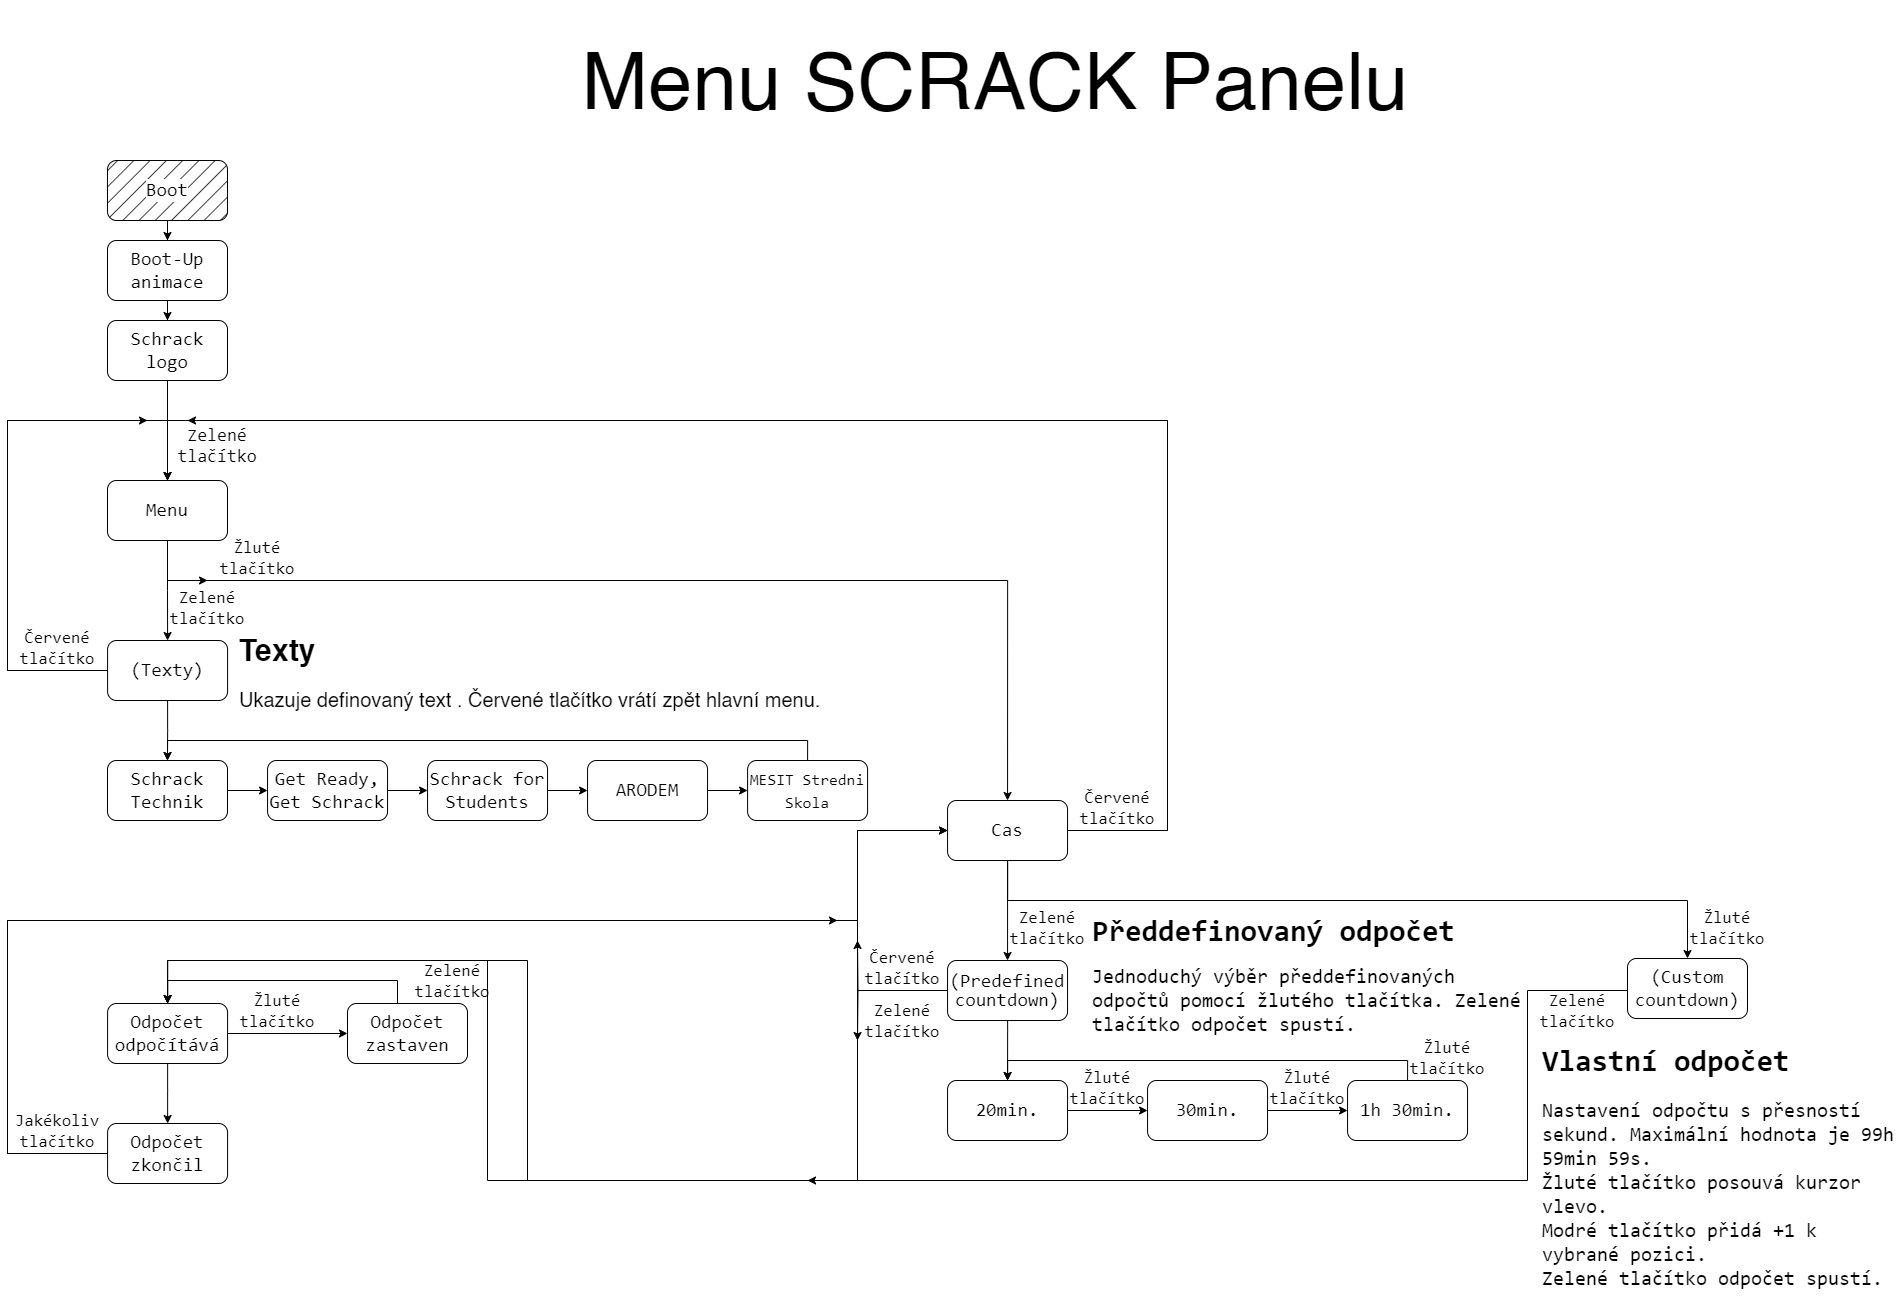 Menu SCRACK Panelu
Boot
Boot-Up
animace
Schrack
logo
Zelené
tlačítko
Menu
Žluté
tlačítko
Zelené
tlačítko
Červené
tlačítko
(Texty)
Texty
Ukazuje definovaný text . Červené tlačítko vrátí zpět hlavní menu.
Schrack
Technik
Get Ready,
Get Schrack
Schrack for
Students
ARODEM
MESIT Stredni
Skola
Cas
Červené
tlačítko
Zelené
tlačítko
Předdefinovaný odpočet
Jednoduchý výběr předdefinovaných
odpočtů pomocí žlutého tlačítka. Zelené
tlačítko odpočet spustí.
Žluté
tlačítko
Červené
tlačítko
(Predefined
countdown)
Zelené
tlačítko
(Custom
countdown)
Zelené
tlačítko
Zelené
tlačítko
Žluté
tlačítko
Odpočet
odpočítává
Odpočet
zastaven
Žluté
tlačítko
Žluté
tlačítko
Žluté
tlačítko
20min.
30min.
1h 30min.
Jakékoliv
tlačítko
Odpočet
zkončil
Vlastní odpočet
Nastavení odpočtu s přesností
sekund. Maximální hodnota je 99h
59min 59s.
Žluté tlačítko posouvá kurzor
vlevo.
Modré tlačítko přidá +1 k
vybrané pozici.
Zelené tlačítko odpočet spustí.